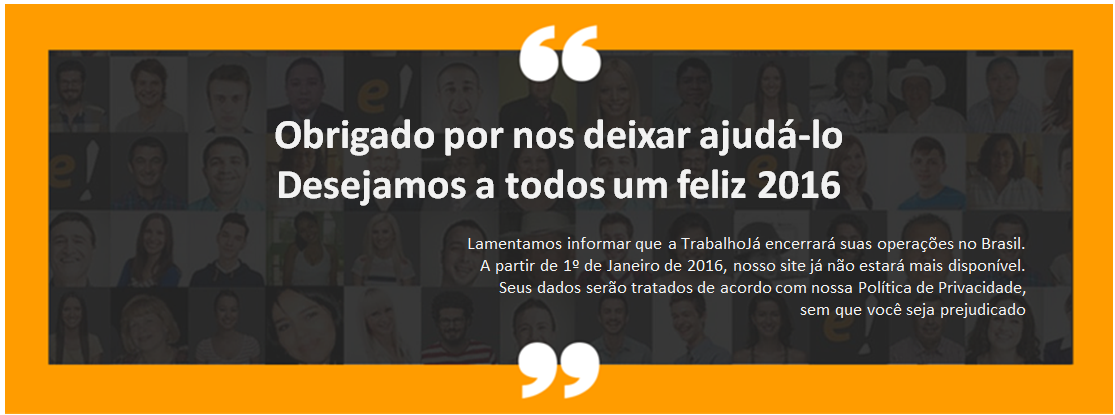 “
Obrigado por nos deixar ajudá-lo
Desejamos a todos um feliz 2016
Lamentamos informar que a TrabalhoJá encerrará suas operações no Brasil.
A partir de 1º de Janeiro de 2016, nosso site já não estará mais disponível.
Seus dados serão tratados de acordo com nossa Política de Privacidade,
sem que você seja prejudicado
”
e!
e!
e!